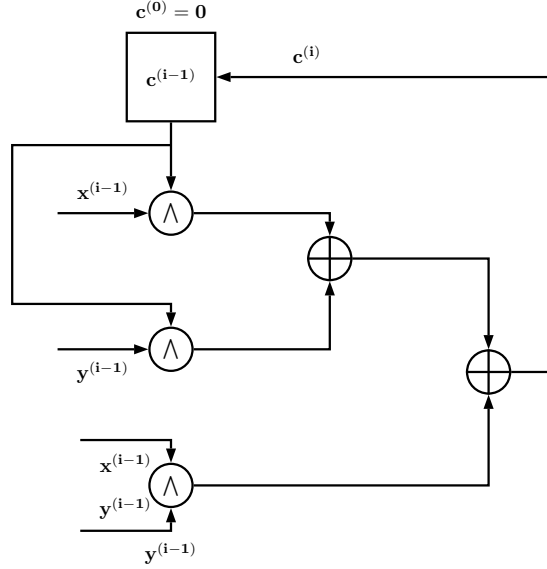 c^(0) = 0
c^(i)
c^(i−1)
x^(i−1)
∧
∧
y^(i−1)
x^(i−1)
y^(i−1)
∧
y^(i−1)